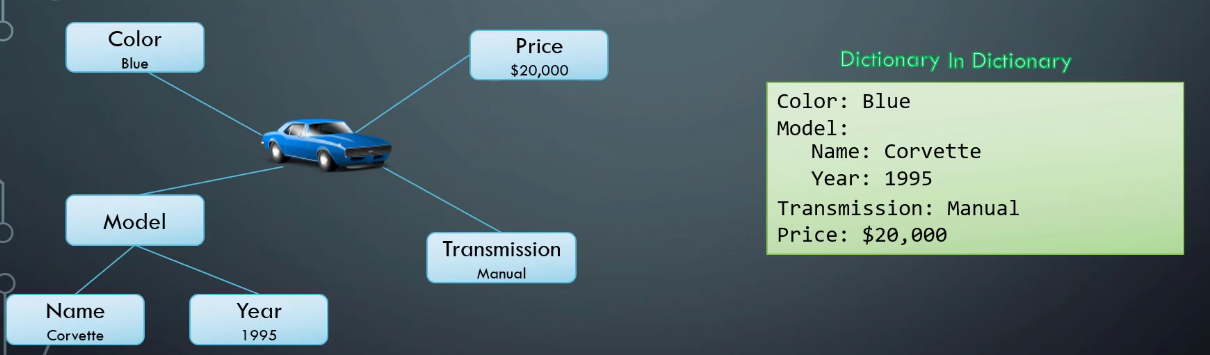 Color
Blue
Price
$20,000
Model
Name
Corvette
Year
1995
Transmission
Manual
Dictionary In Dictionary
Color: Blue
Model:
Name: Corvette
Year: 1995
Transmission: Manual
Price: $20,000